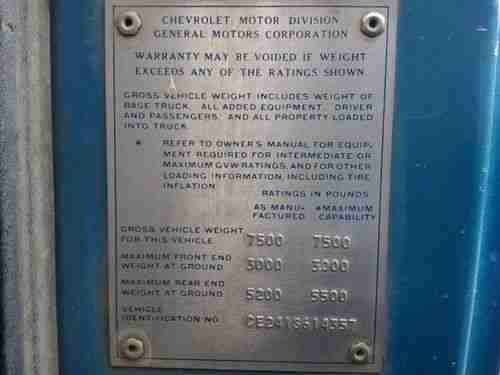 CHEVROLET MOTOR DIVISION
GENERAL MOTORS CORPORATION
WARRANTY MAY BE VOIDED IF WEIGHT
EXCEEDS ANY OF THE RATINGS SHOWN
GROSS VEHICLE WEIGHT INCLUDES WEIGHT OF
BASE TRUCK, ALL ADDED EQUIPMENT, DRIVER
AND PASSENGERS, AND ALL PROPERTY LOADED
INTO TRUCK.
* REFER TO OWNER'S MANUAL FOR EQUIP-
MENT REQUIRED FOR INTERMEDIATE OR
MAXIMUM GVW RATINGS, AND FOR OTHER
LOADING INFORMATION, INCLUDING TIRE
INFLATION.
RATINGS IN POUNDS
AS MANU- *MAXIMUM
FACTURED CAPABILITY
GROSS VEHICLE WEIGHT
FOR THIS VEHICLE 7500 7500
MAXIMUM FRONT END
WEIGHT AT GROUND 3000
MAXIMUM REAR END
WEIGHT AT GROUND 5200 5500
VEHICLE
IDENTIFICATION NO.